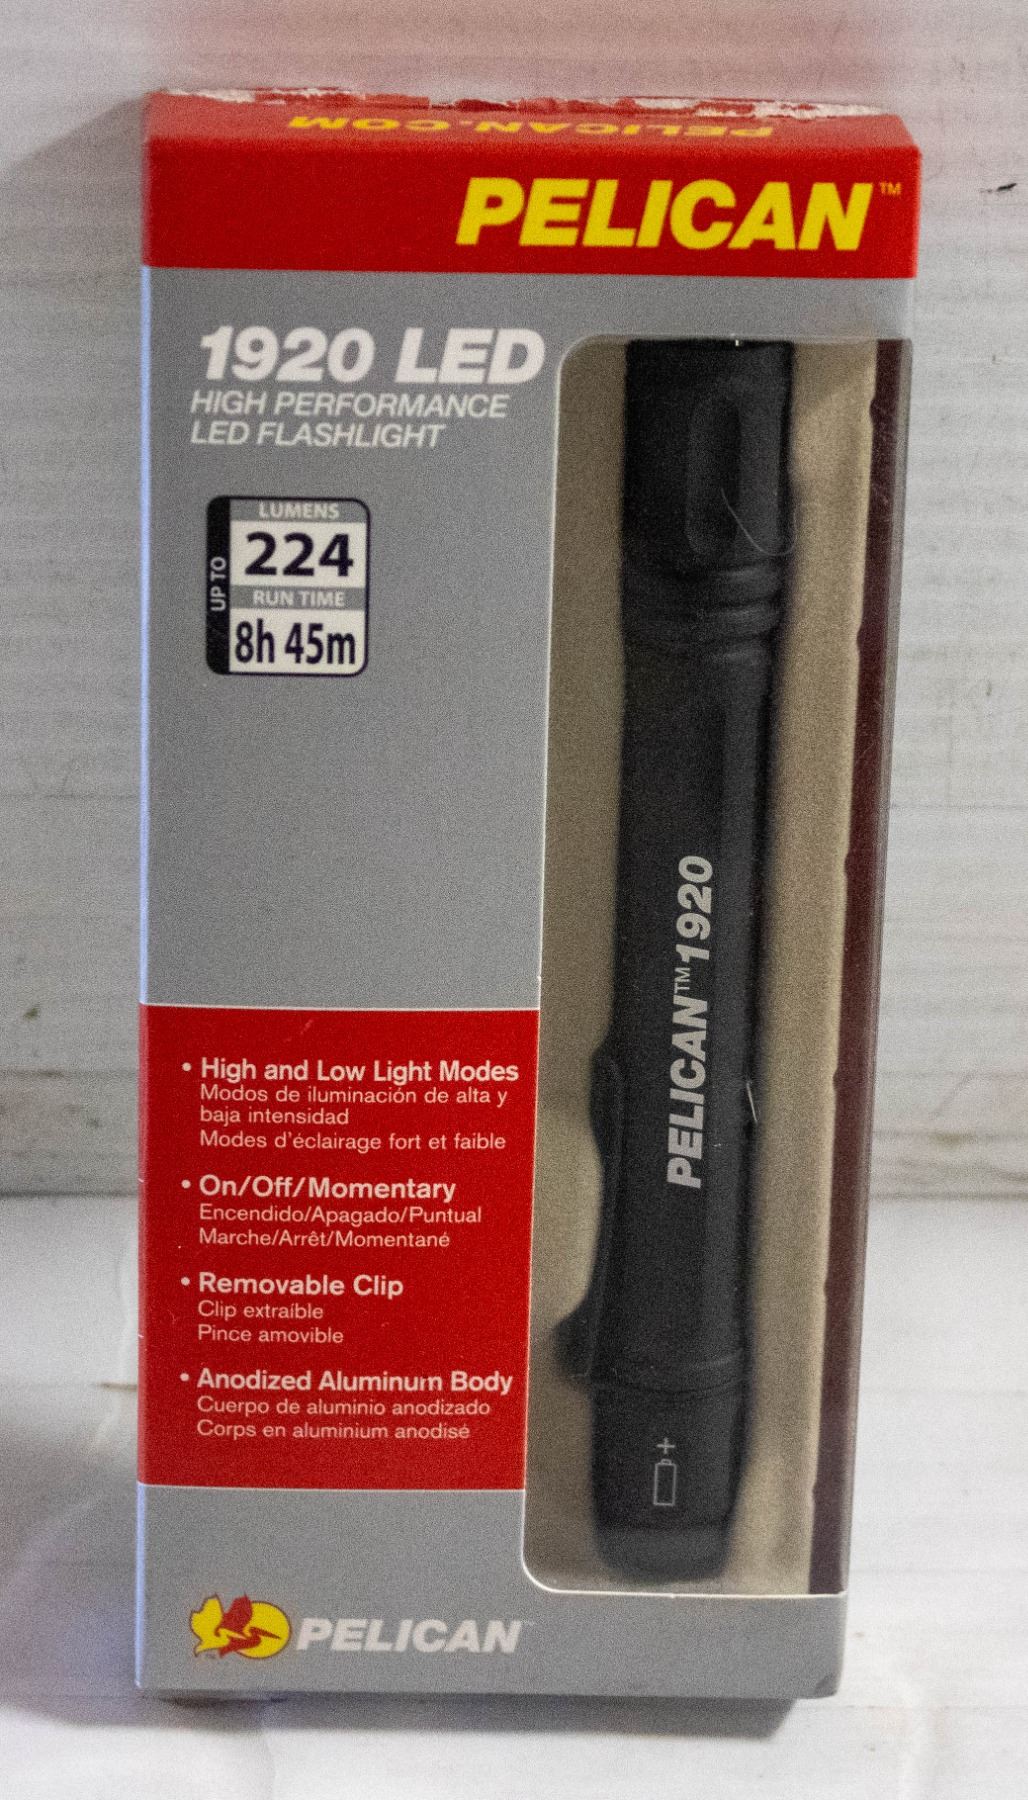 PELICAN.COM
PELICAN.COM
PELICAN™
1920 LED
HIGH PERFORMANCE
LED FLASHLIGHT
UP TO
LUMENS
224
RUN TIME
8h 45m
PELICAN™1920
+
• High and Low Light Modes
Modos de iluminación de alta y
baja intensidad
Modes d'éclairage fort et faible
• On/Off/Momentary
Encendido/Apagado/Puntual
Marche/Arrêt/Momentané
• Removable Clip
Clip extraíble
Pince amovible
• Anodized Aluminum Body
Cuerpo de aluminio anodizado
Corps en aluminium anodisé
PELICAN™